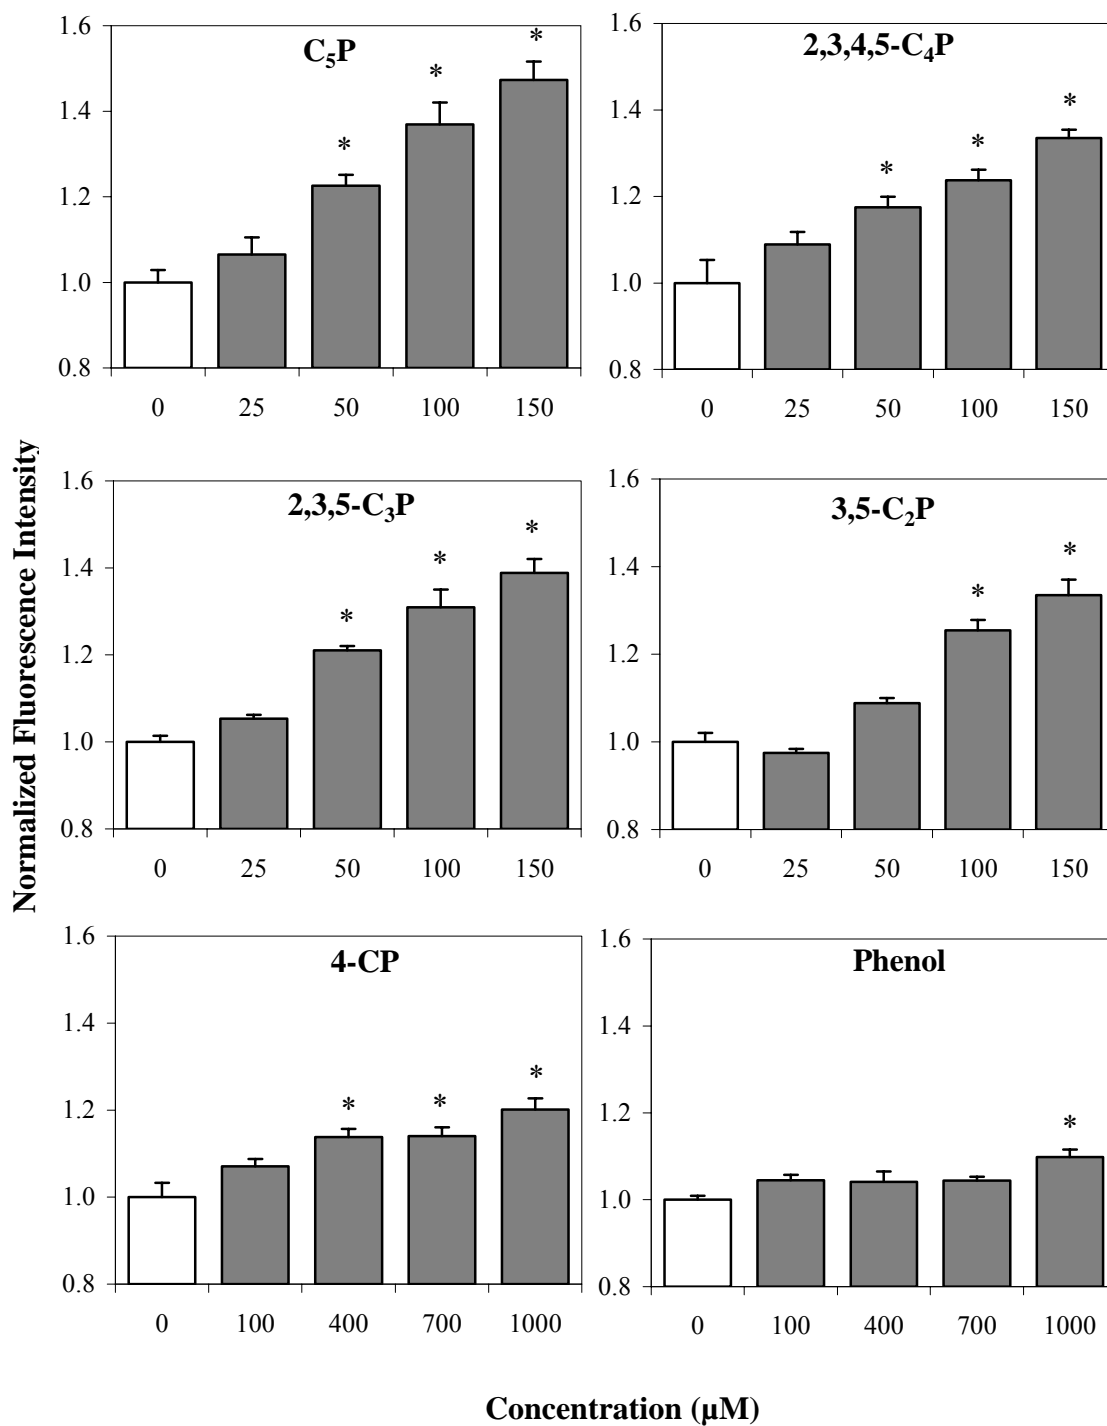 C₅P
1.6
1.4
1.2
1.0
0.8
0 25 50 100 150
* * *
2,3,4,5-C₄P
1.6
1.4
1.2
1.0
0.8
0 25 50 100 150
* * *
Normalized Fluorescence Intensity
2,3,5-C₃P
1.6
1.4
1.2
1.0
0.8
0 25 50 100 150
* * *
3,5-C₂P
1.6
1.4
1.2
1.0
0.8
0 25 50 100 150
* *
4-CP
1.6
1.4
1.2
1.0
0.8
0 100 400 700 1000
* * *
Phenol
1.6
1.4
1.2
1.0
0.8
0 100 400 700 1000
*
Concentration (µM)